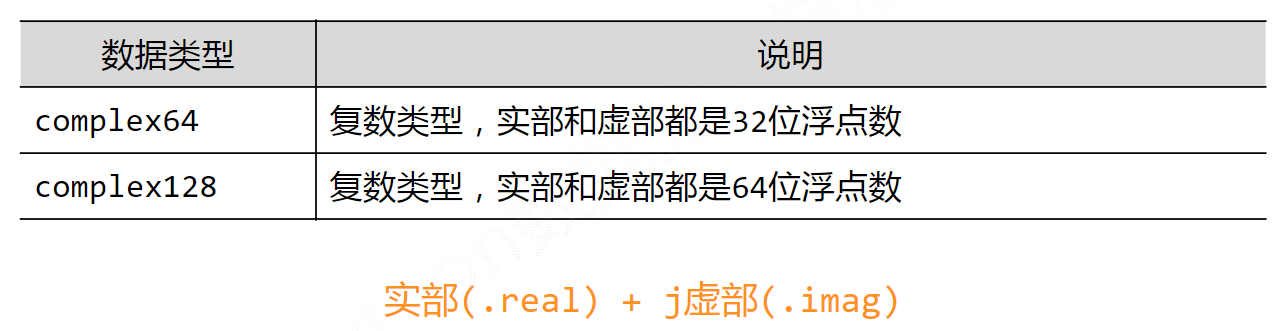 数据类型 说明
complex64 复数类型，实部和虚部都是32位浮点数
complex128 复数类型，实部和虚部都是64位浮点数
实部(.real) + j虚部(.imag)